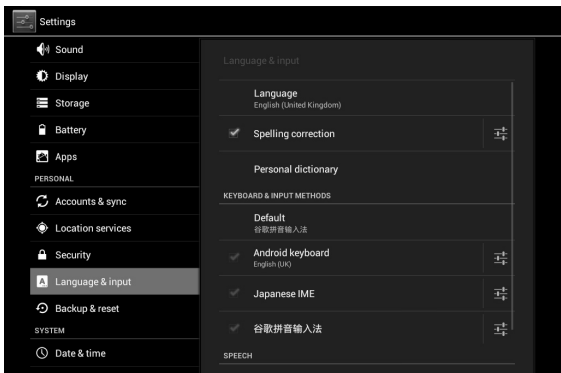 Settings
Sound
Display
Storage
Battery
Apps
PERSONAL
Accounts & sync
Location services
Security
Language & input
Backup & reset
SYSTEM
Date & time
Language & input
Language
English (United Kingdom)
Spelling correction
Personal dictionary
KEYBOARD & INPUT METHODS
Default
谷歌拼音输入法
Android keyboard
English (UK)
Japanese IME
谷歌拼音输入法
SPEECH